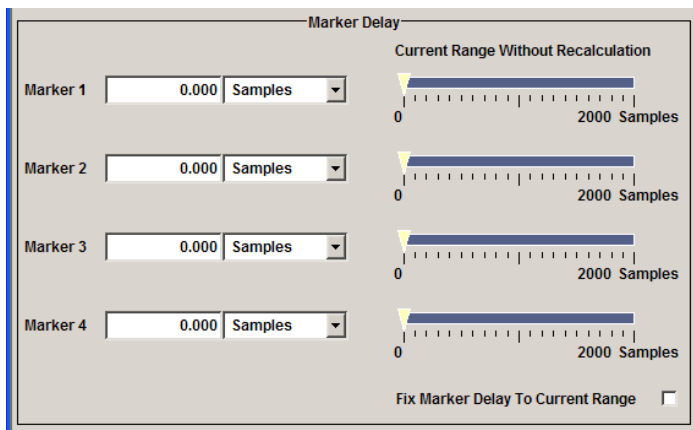 Marker Delay
Current Range Without Recalculation
Marker 1 0.000 Samples
0 2000 Samples
Marker 2 0.000 Samples
0 2000 Samples
Marker 3 0.000 Samples
0 2000 Samples
Marker 4 0.000 Samples
0 2000 Samples
Fix Marker Delay To Current Range